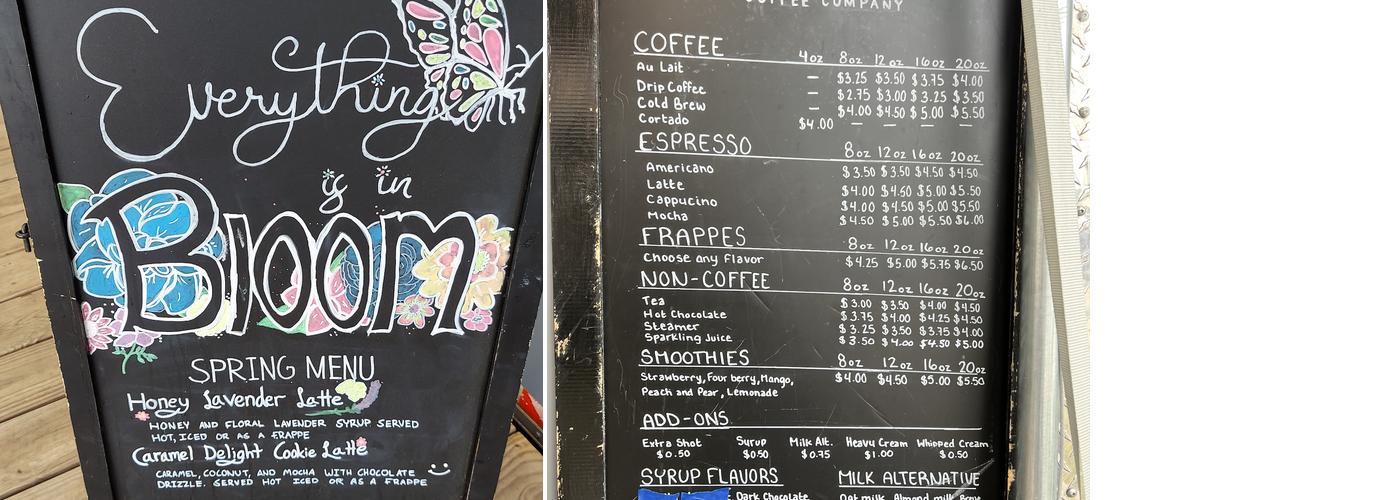 Everything
is in
Bloom
SPRING MENU
Honey Lavender Latte
HONEY AND FLORAL LAVENDER SYRUP SERVED
HOT, ICED OR AS A FRAPPE
Caramel Delight Cookie Latte
CARAMEL, COCONUT, AND MOCHA WITH CHOCOLATE
DRIZZLE. SERVED HOT ICED OR AS A FRAPPE
COFFEE COMPANY
COFFEE 4oz 8oz 12oz 16oz 20oz
Au Lait — $3.25 $3.50 $3.75 $4.00
Drip Coffee — $2.75 $3.00 $3.25 $3.50
Cold Brew — $4.00 $4.50 $5.00 $5.50
Cortado $4.00 — — — —
ESPRESSO 8oz 12oz 16oz 20oz
Americano $3.50 $3.50 $4.50 $4.50
Latte $4.00 $4.50 $5.00 $5.50
Cappucino $4.00 $4.50 $5.00 $5.50
Mocha $4.50 $5.00 $5.50 $6.00
FRAPPES 8oz 12oz 16oz 20oz
Choose any flavor $4.25 $5.00 $5.75 $6.50
NON-COFFEE 8oz 12oz 16oz 20oz
Tea $3.00 $3.50 $4.00 $4.50
Hot Chocolate $3.75 $4.00 $4.25 $4.50
Steamer $3.25 $3.50 $3.75 $4.00
Sparkling Juice $3.50 $4.00 $4.50 $5.00
SMOOTHIES 8oz 12oz 16oz 20oz
Strawberry, Four berry, Mango, $4.00 $4.50 $5.00 $5.50
Peach and Pear, Lemonade
ADD-ONS
Extra Shot Syrup Milk Alt. Heavy Cream Whipped Cream
$0.50 $0.50 $0.75 $1.00 $0.50
SYRUP FLAVORS MILK ALTERNATIVE
Dark Chocolate Oat milk, Almond milk,